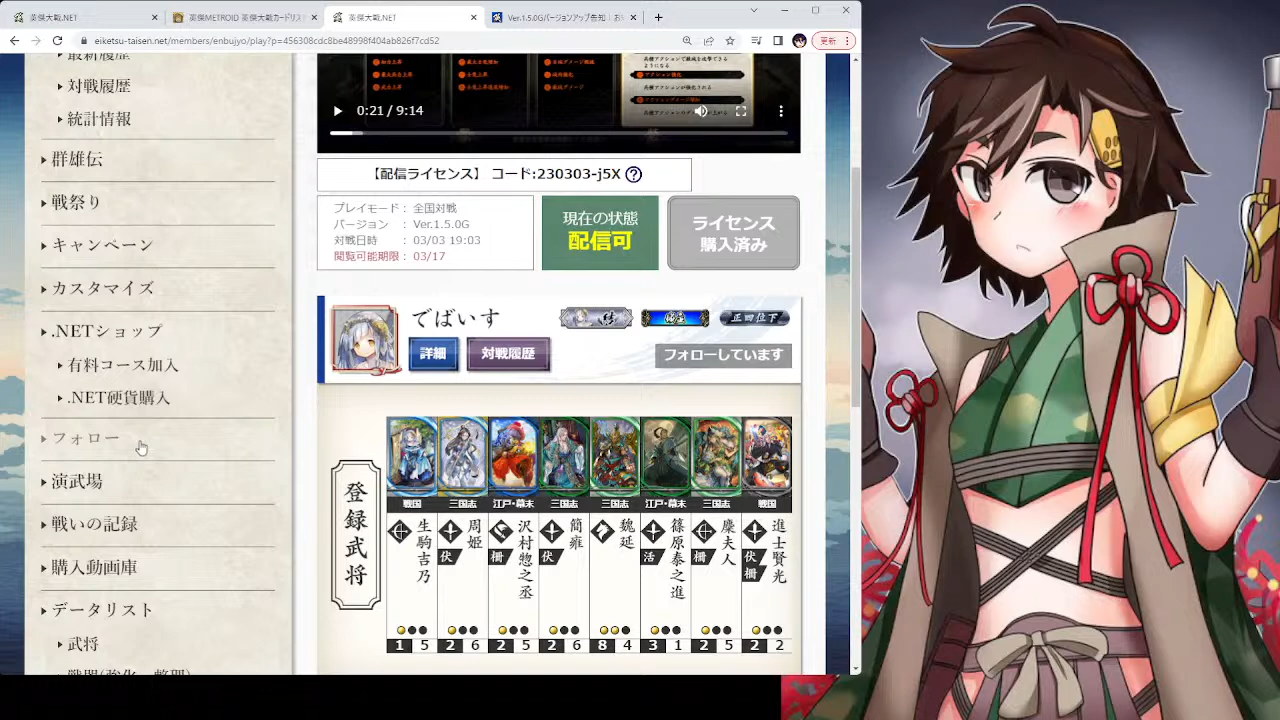 英傑大戦.NET
英傑METROID 英傑大戦カードリスト
英傑大戦.NET
Ver.1.5.0Gバージョンアップ告知
eiketsu-taisen.net/members/enbujyo/play?p=456308cdc8be48998f404ab826f7cd52
更新
最新履歴
対戦履歴
統計情報
群雄伝
戦祭り
キャンペーン
カスタマイズ
.NETショップ
有料コース加入
.NET硬貨購入
フォロー
演武場
戦いの記録
購入動画庫
データリスト
武将
0:21 / 9:14
【配信ライセンス】 コード:230303-j5X
プレイモード : 全国対戦
バージョン : Ver.1.5.0G
対戦日時 : 03/03 19:03
閲覧可能期限 : 03/17
現在の状態
配信可
ライセンス
購入済み
でばいす
正四位下
詳細
対戦履歴
フォローしています
登録武将
戦国
三国志
江戸・幕末
三国志
三国志
江戸・幕末
三国志
戦国
生駒吉乃
周姫
伏
沢村惣之丞
柵
簡雍
伏
魏延
篠原泰之進
活
麋夫人
柵
進士賢光
伏
柵
1 5
2 6
2 5
2 6
8 4
3 1
2 5
2 2